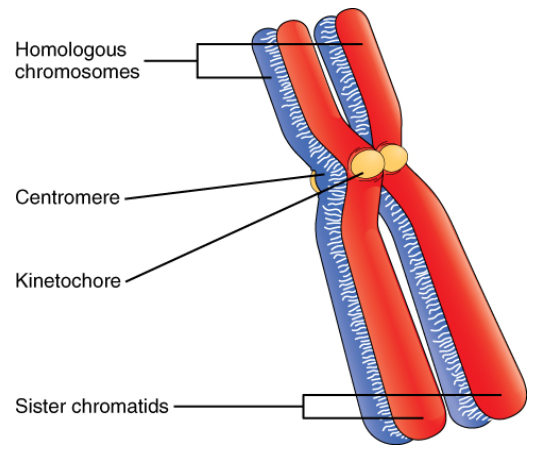 Homologous
chromosomes
Centromere
Kinetochore
Sister chromatids